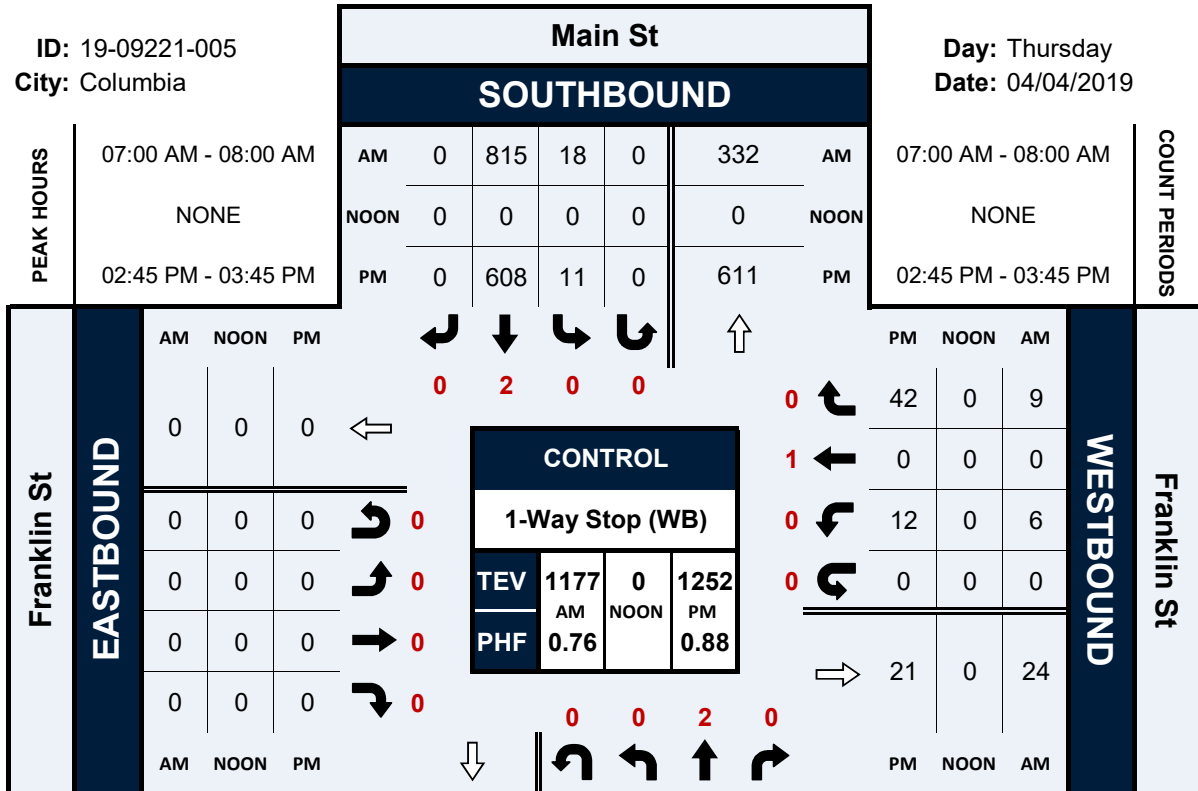 ID: 19-09221-005
City: Columbia
Main St
SOUTHBOUND
Day: Thursday
Date: 04/04/2019
PEAK HOURS
07:00 AM - 08:00 AM
NONE
02:45 PM - 03:45 PM
AM 0 815 18 0 332 AM
NOON 0 0 0 0 0 NOON
PM 0 608 11 0 611 PM
07:00 AM - 08:00 AM
NONE
02:45 PM - 03:45 PM
COUNT PERIODS
0 2 0 0
Franklin St
EASTBOUND
AM NOON PM
0 0 0
0 0 0 0
0 0 0 0
0 0 0 0
0 0 0 0
AM NOON PM
CONTROL
1-Way Stop (WB)
TEV 1177 0 1252
AM NOON PM
PHF 0.76 0.88
PM NOON AM
0 42 0 9
1 0 0 0
0 12 0 6
0 0 0 0
21 0 24
PM NOON AM
WESTBOUND
Franklin St
0 0 2 0